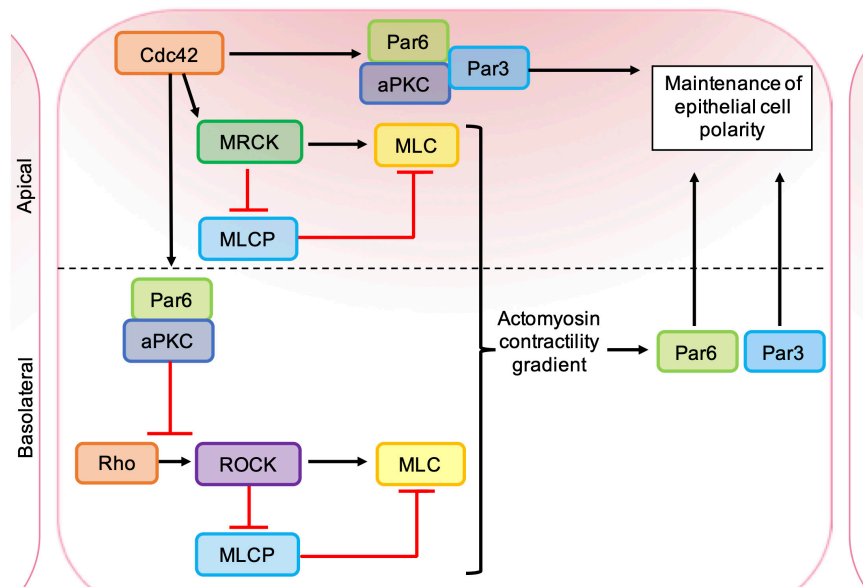 Cdc42
Par6
aPKC
Par3
Maintenance of
epithelial cell
polarity
MRCK
MLC
MLCP
Apical
Par6
aPKC
Actomyosin
contractility
gradient
Par6
Par3
Basolateral
Rho
ROCK
MLC
MLCP